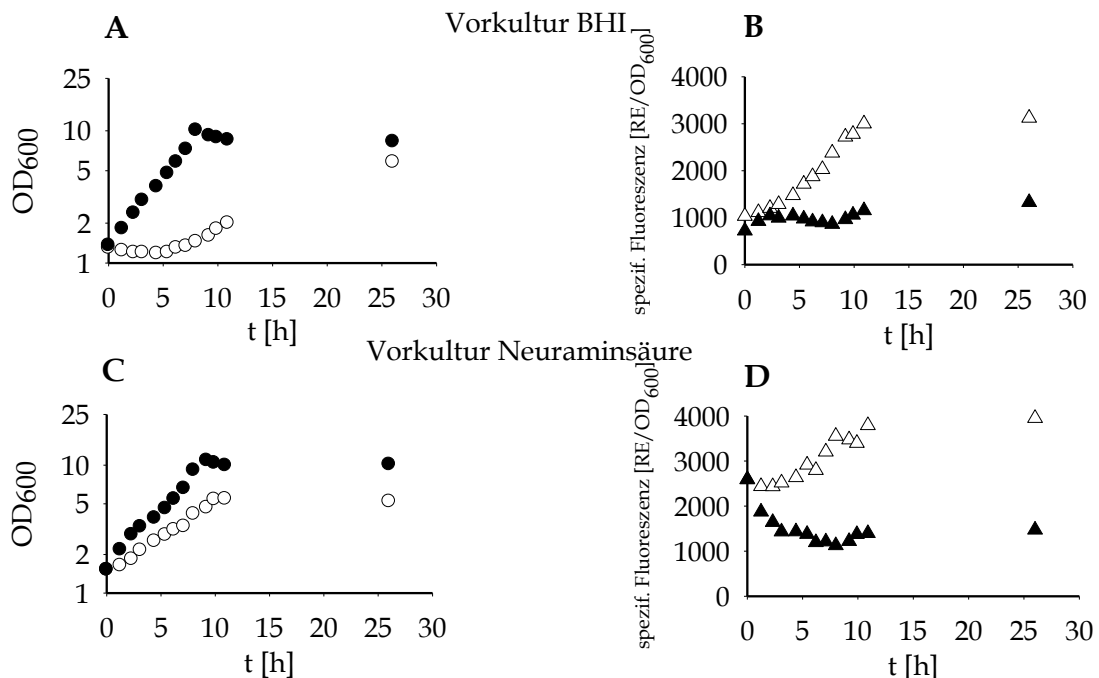 Vorkultur BHI
A
OD600
25
10
5
2
1
0 5 10 15 20 25 30
t [h]
B
spezif. Fluoreszenz [RE/OD600]
4000
3000
2000
1000
0
0 5 10 15 20 25 30
t [h]
Vorkultur Neuraminsäure
C
OD600
25
10
5
2
1
0 5 10 15 20 25 30
t [h]
D
spezif. Fluoreszenz [RE/OD600]
4000
3000
2000
1000
0
0 5 10 15 20 25 30
t [h]